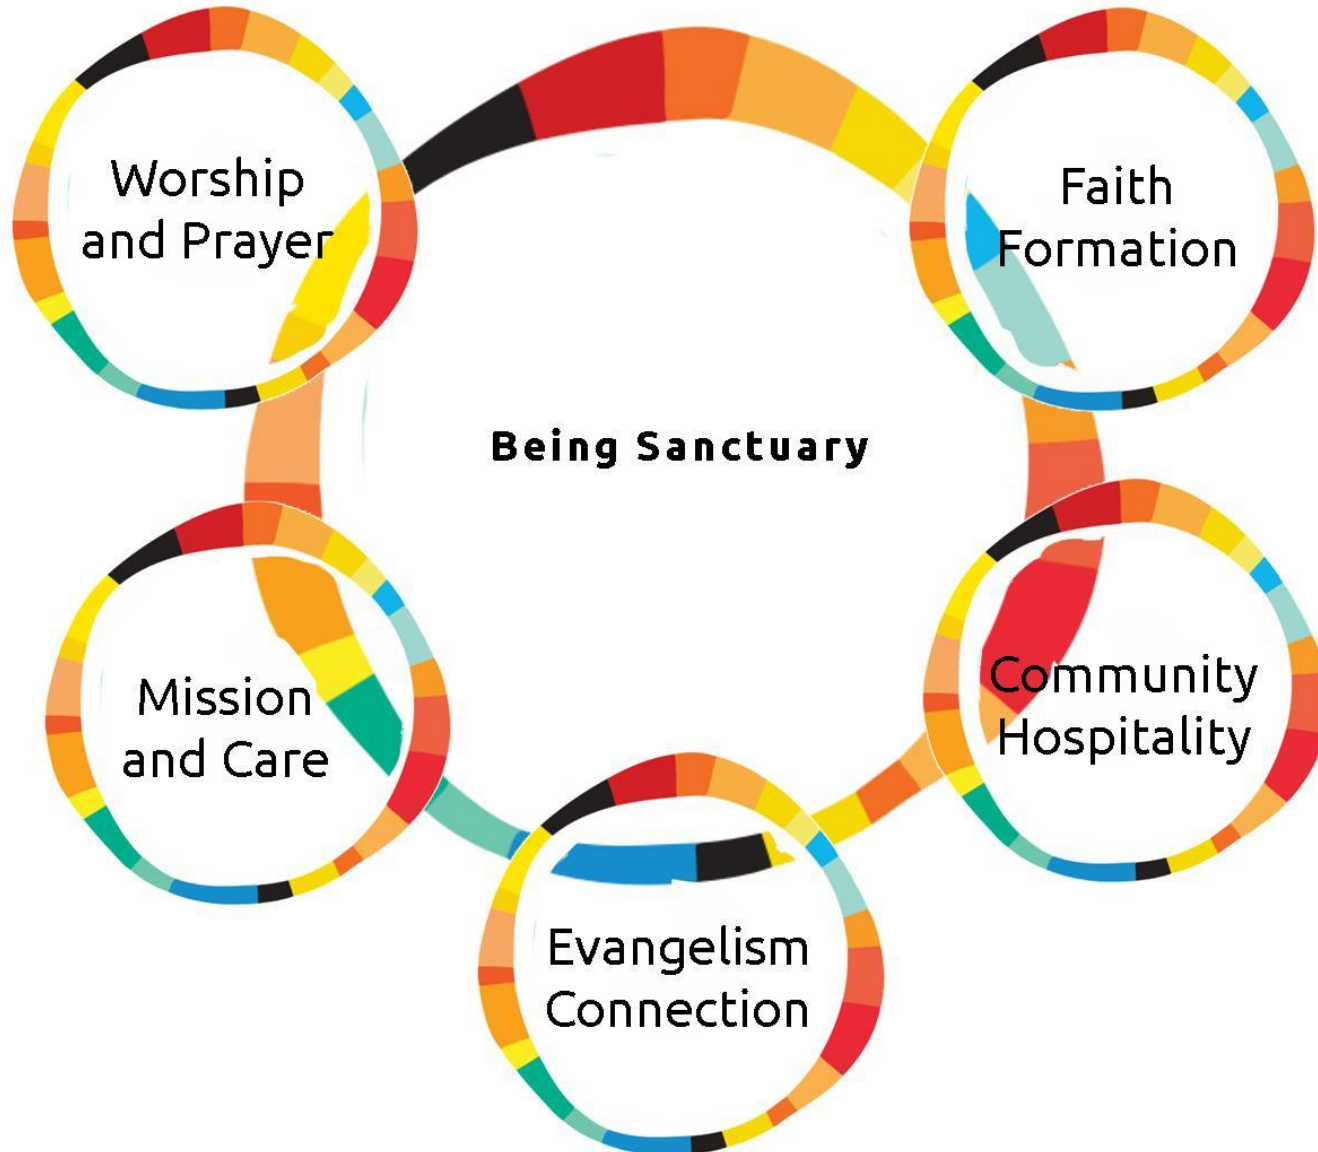 Worship
and Prayer
Faith
Formation
Being Sanctuary
Mission
and Care
Community
Hospitality
Evangelism
Connection